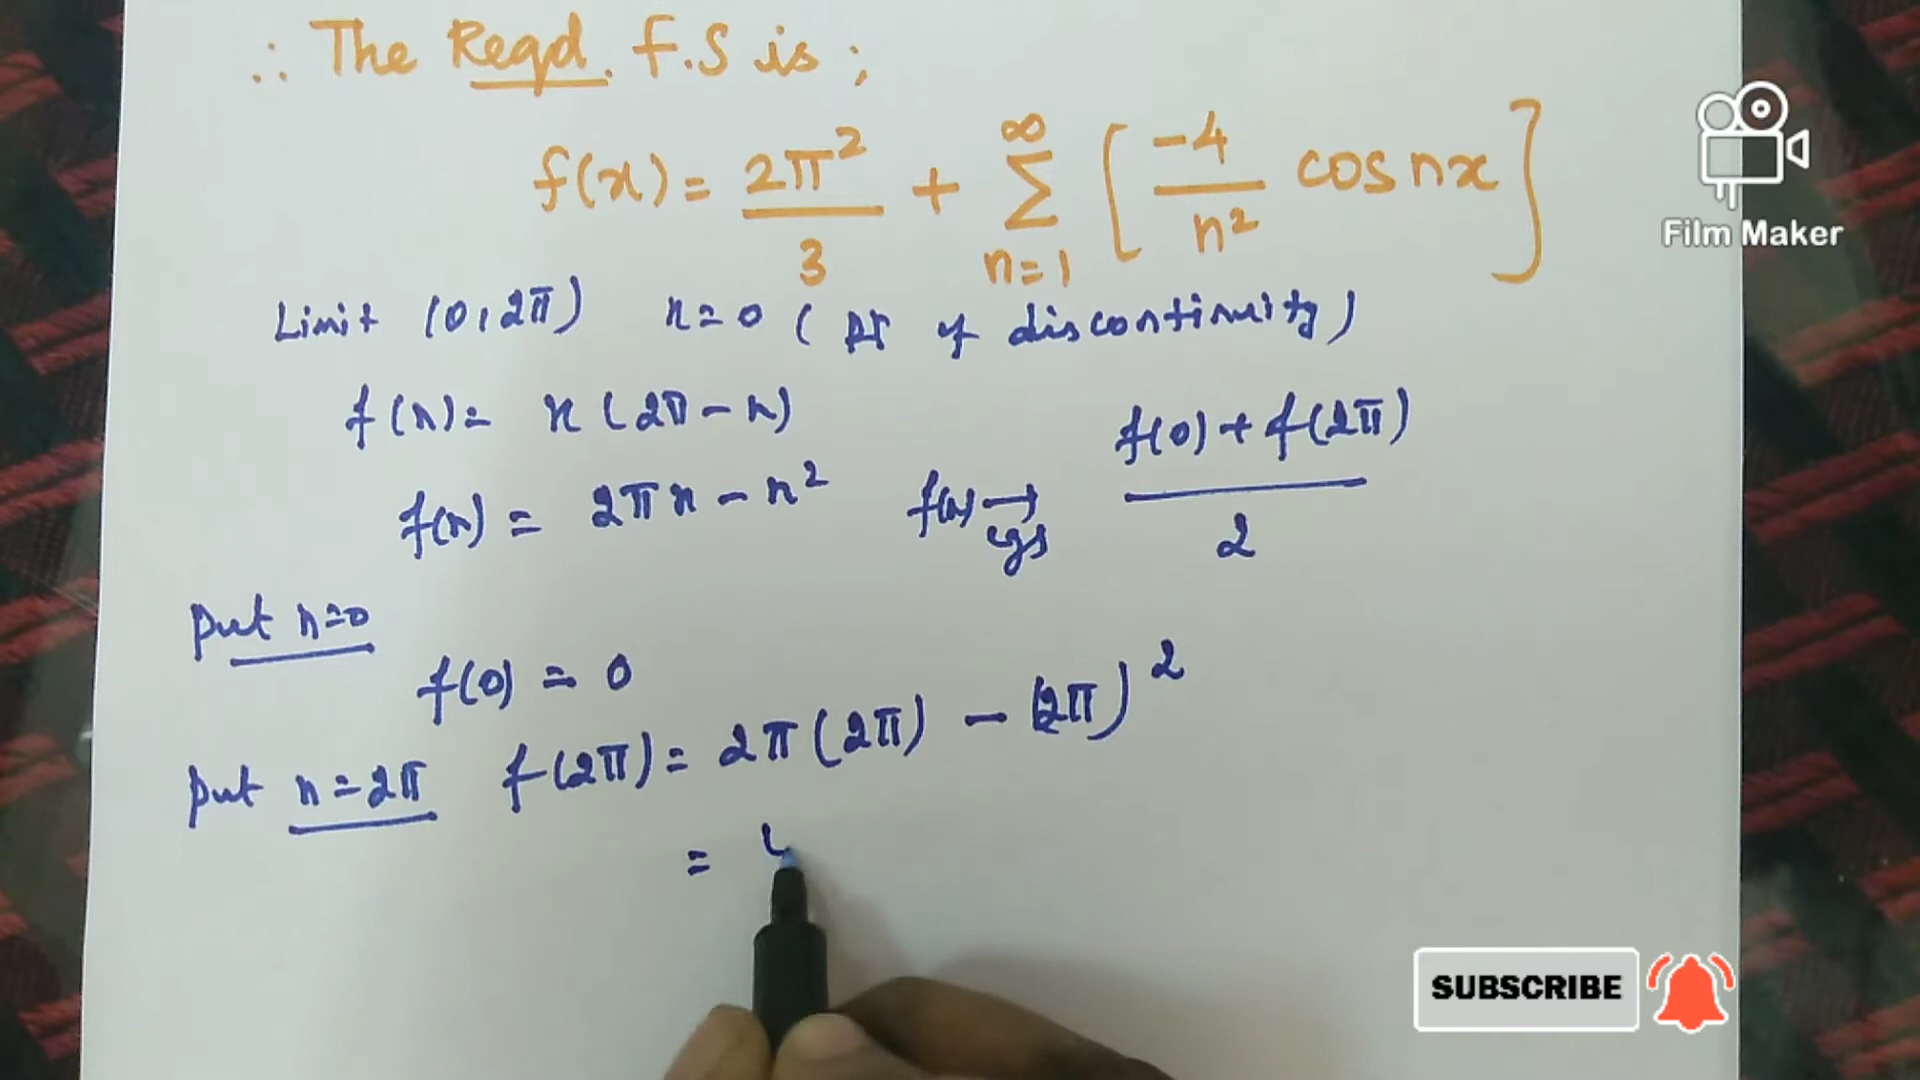 ∴ The Reqd. F.S is ;
f(x) = 2π²/3 + ∑_{n=1}^{∞} [ -4/n² cos nx ]
Film Maker
Limit (0, 2π) x=0 ( Pt of discontinuity)
f(x) = x (2π - x)
f(x) = 2πx - x² f(x) → cgs f(0) + f(2π) / 2
Put x=0
f(0) = 0
Put x=2π f(2π) = 2π (2π) - (2π)²
=
SUBSCRIBE